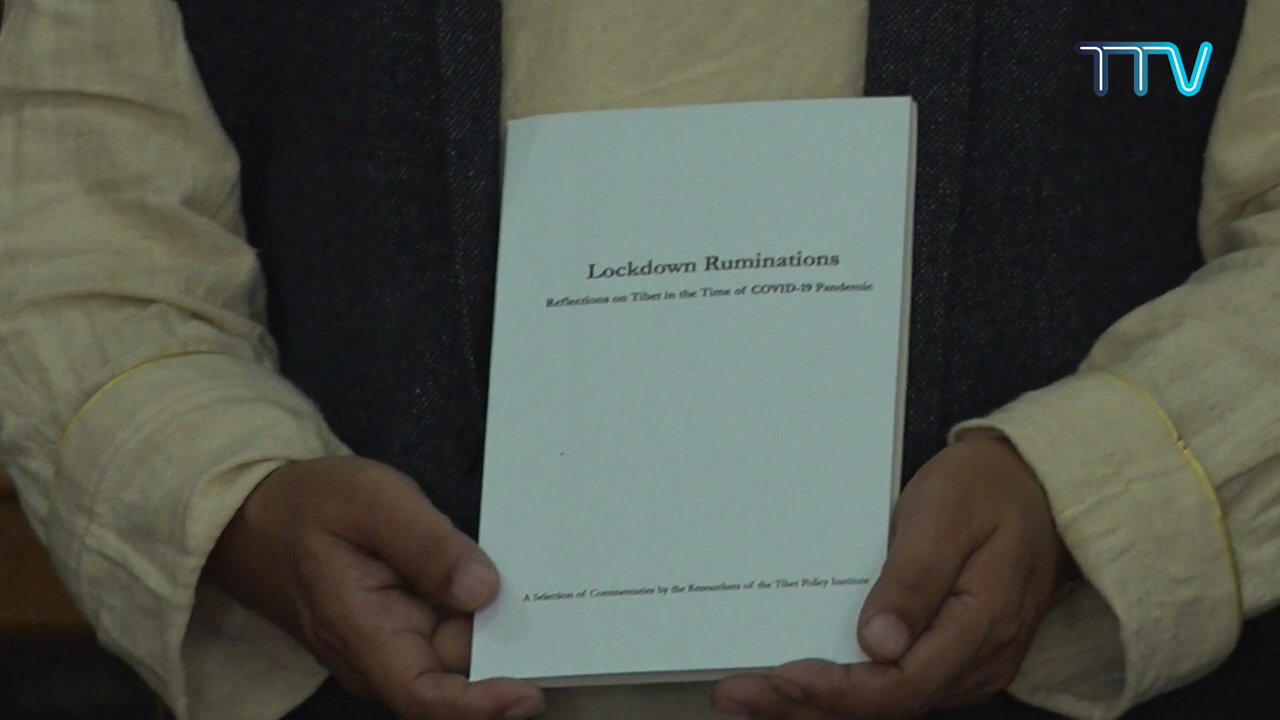 TTV
Lockdown Ruminations
Reflections on Tibet in the Time of COVID-19 Pandemic
A Selection of Commentaries by the Researchers of the Tibet Policy Institute